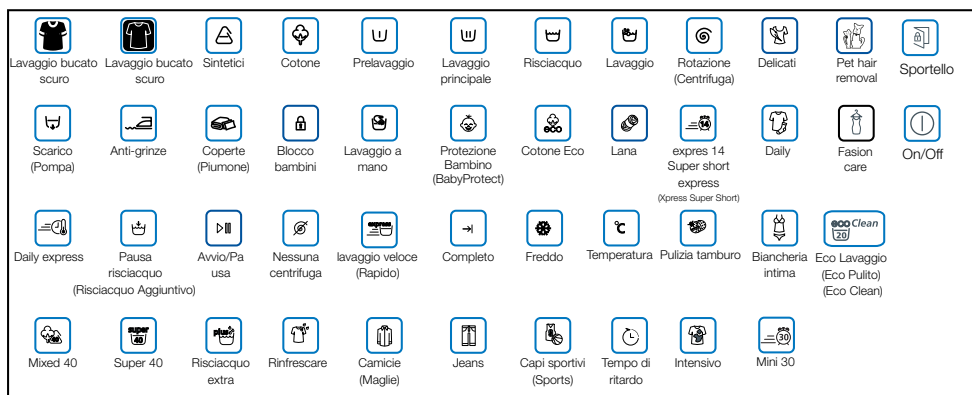 Lavaggio bucato scuro
Lavaggio bucato scuro
Sintetici
Cotone
Prelavaggio
Lavaggio principale
Risciacquo
Lavaggio
Rotazione (Centrifuga)
Delicati
Pet hair removal
Sportello
Scarico (Pompa)
Anti-grinze
Coperte (Piumone)
Blocco bambini
Lavaggio a mano
Protezione Bambino (BabyProtect)
eco
Cotone Eco
Lana
14
expres 14
Super short express
(Xpress Super Short)
Daily
Fasion care
On/Off
Daily express
Pausa risciacquo
(Risciacquo Aggiuntivo)
Avvio/Pa usa
Nessuna centrifuga
express
lavaggio veloce (Rapido)
Completo
Freddo
°C
Temperatura
Pulizia tamburo
Biancheria intima
eco Clean
20
Eco Lavaggio
(Eco Pulito)
(Eco Clean)
40
Mixed 40
super
40
Super 40
plus
Risciacquo extra
Rinfrescare
Camicie (Maglie)
Jeans
Capi sportivi (Sports)
Tempo di ritardo
Intensivo
30
Mini 30